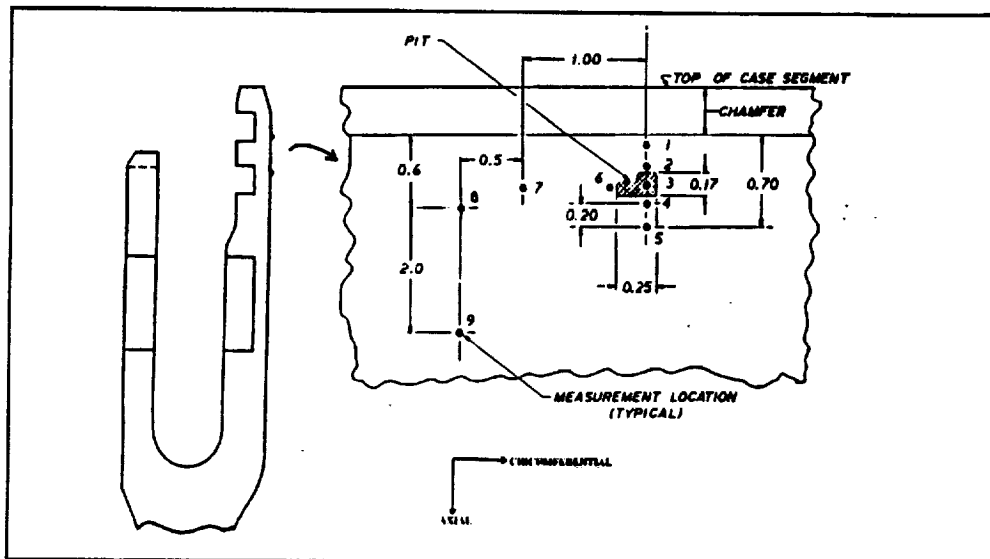 PIT
1.00
TOP OF CASE SEGMENT
CHAMFER
0.6
0.5
1
2
6
3
0.17
0.70
7
8
4
0.20
5
2.0
0.25
9
MEASUREMENT LOCATION
(TYPICAL)
CIRCUMFERENTIAL
AXIAL